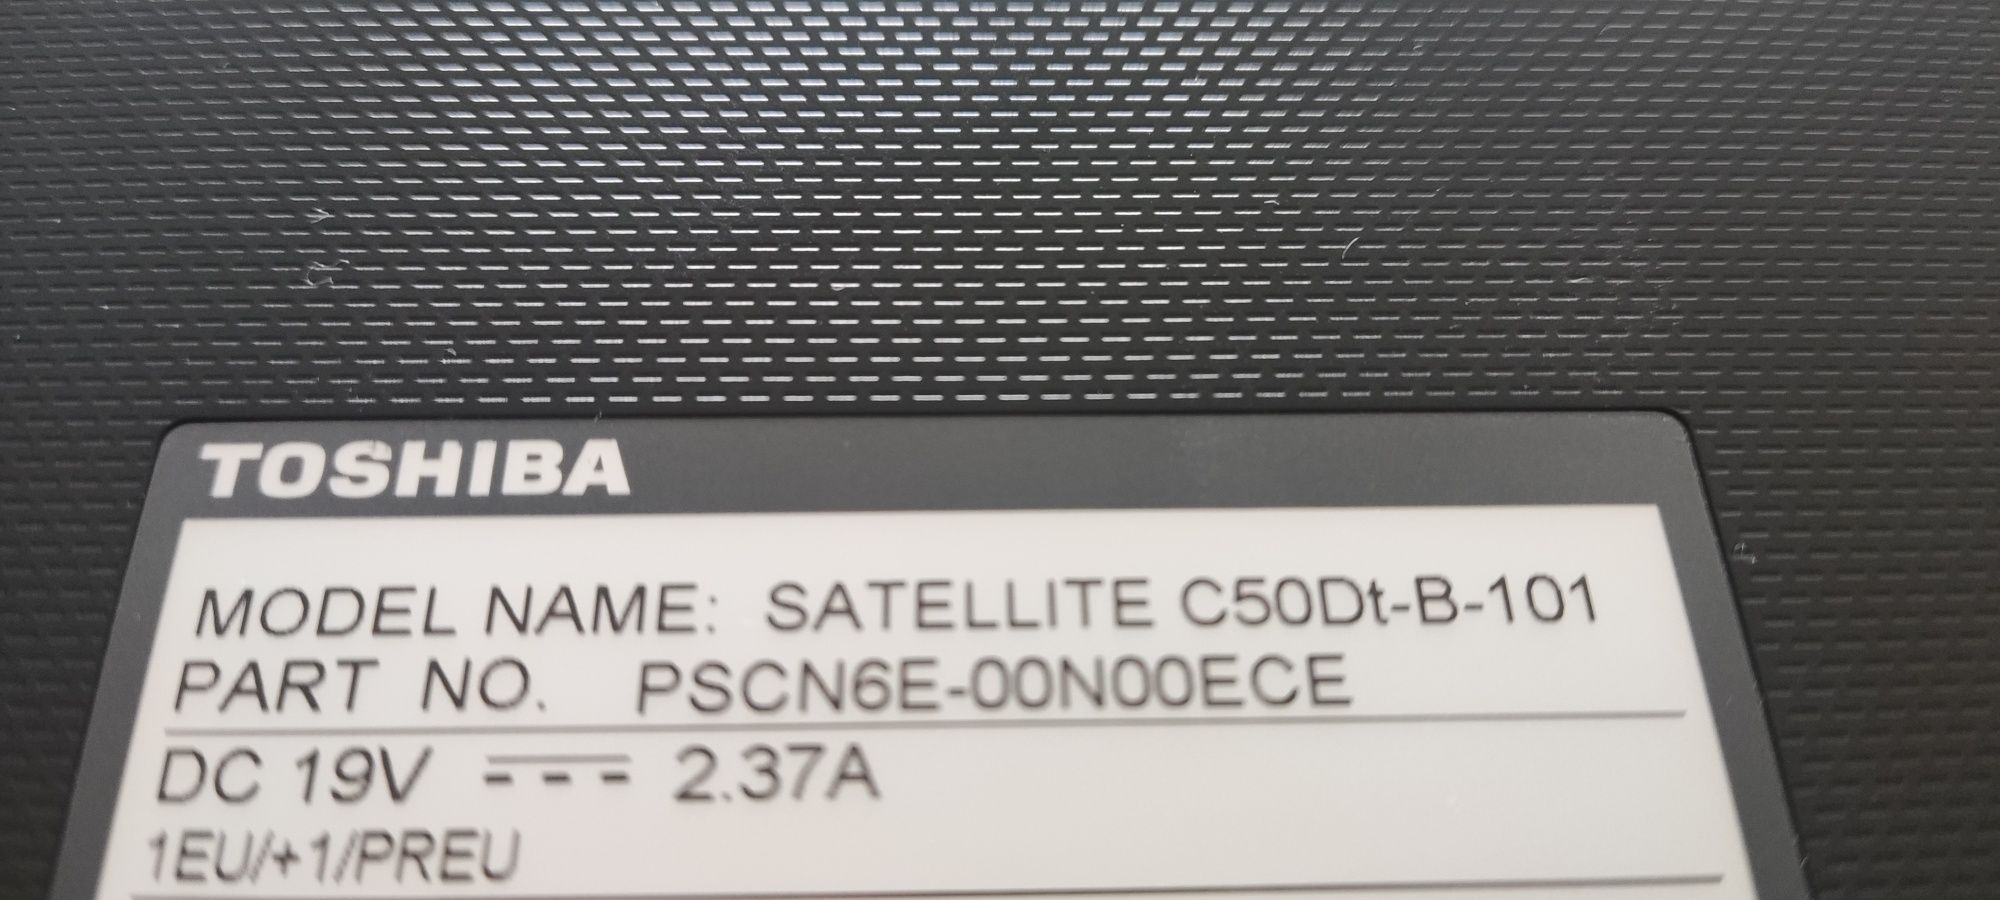 TOSHIBA
MODEL NAME: SATELLITE C50Dt-B-101
PART NO. PSCN6E-00N00ECE
DC 19V ⎓ 2.37A
1EU/+1/PREU